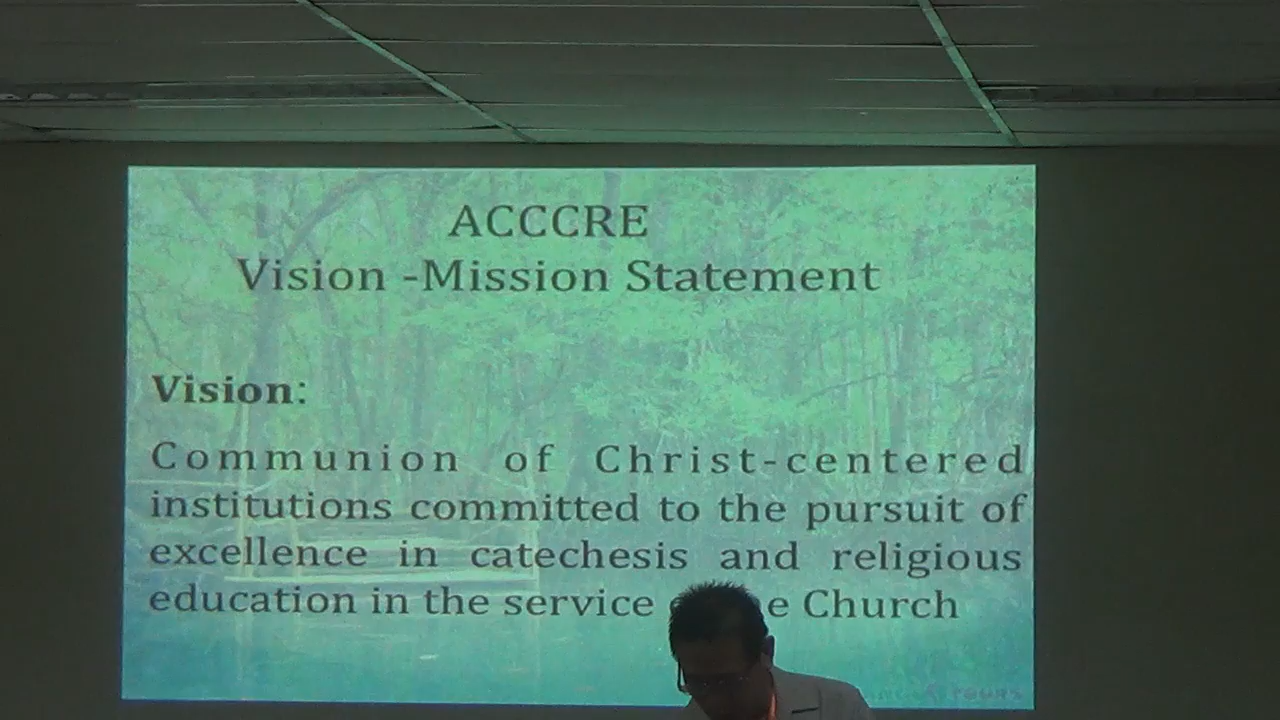 ACCCRE
Vision -Mission Statement
Vision:
Communion of Christ-centered
institutions committed to the pursuit of
excellence in catechesis and religious
education in the service e Church